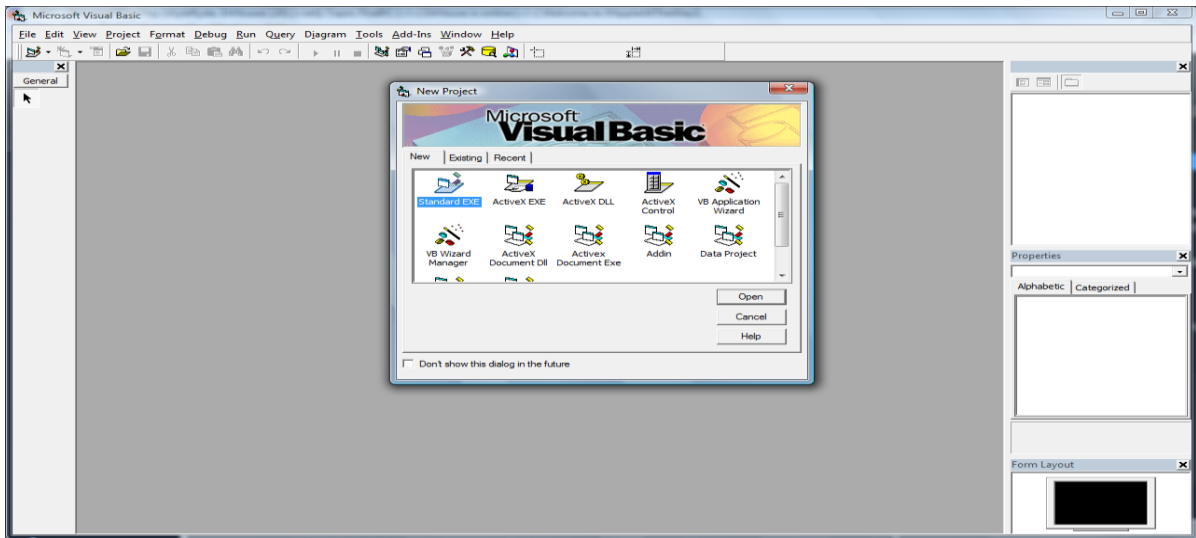 Microsoft Visual Basic
File Edit View Project Format Debug Run Query Diagram Tools Add-Ins Window Help
General
New Project
Microsoft
Visual Basic
New Existing Recent
Standard EXE ActiveX EXE ActiveX DLL ActiveX Control VB Application Wizard
VB Wizard Manager ActiveX Document Dll Activex Document Exe Addin Data Project
Open
Cancel
Help
Don't show this dialog in the future
Properties
Alphabetic Categorized
Form Layout